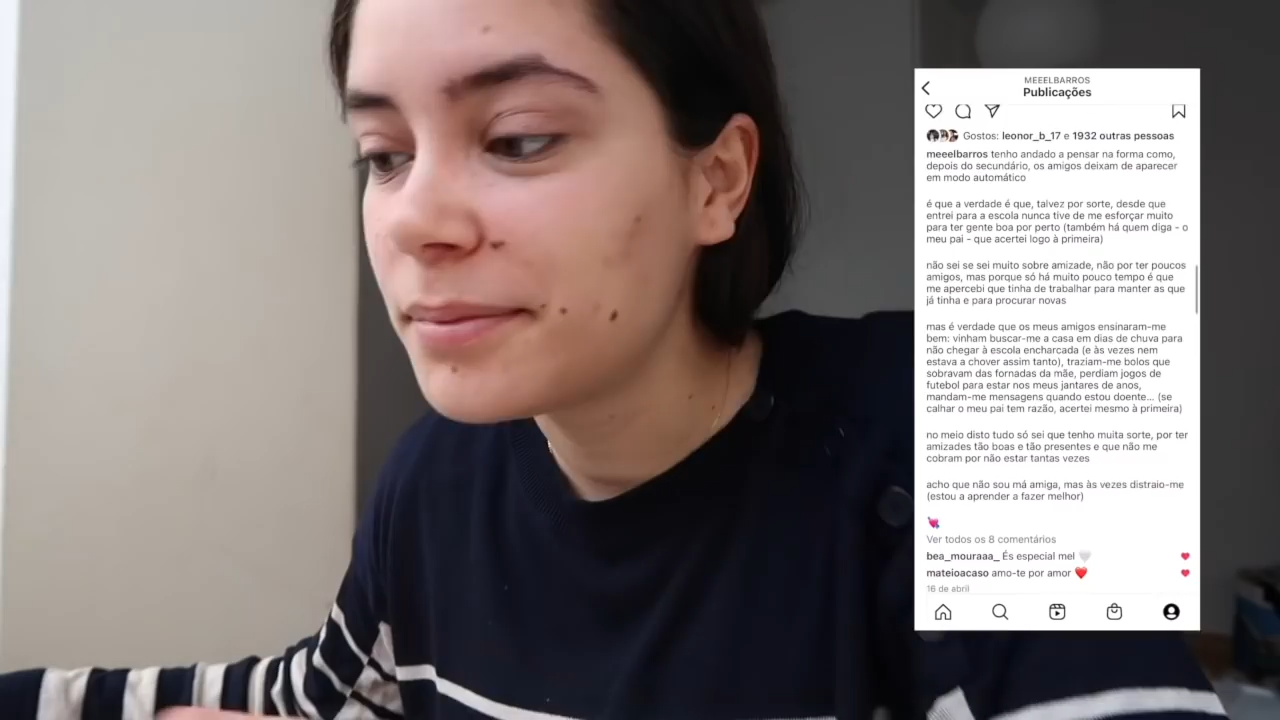 MEEELBARROS
Publicações
Gostos: leonor_b_17 e 1932 outras pessoas
meeelbarros tenho andado a pensar na forma como,
depois do secundário, os amigos deixam de aparecer
em modo automático
é que a verdade é que, talvez por sorte, desde que
entrei para a escola nunca tive de me esforçar muito
para ter gente boa por perto (também há quem diga - o
meu pai - que acertei logo à primeira)
não sei se sei muito sobre amizade, não por ter poucos
amigos, mas porque só há muito pouco tempo é que
me apercebi que tinha de trabalhar para manter as que
já tinha e para procurar novas
mas é verdade que os meus amigos ensinaram-me
bem: vinham buscar-me a casa em dias de chuva para
não chegar à escola encharcada (e às vezes nem
estava a chover assim tanto), traziam-me bolos que
sobravam das fornadas da mãe, perdiam jogos de
futebol para estar nos meus jantares de anos,
mandam-me mensagens quando estou doente... (se
calhar o meu pai tem razão, acertei mesmo à primeira)
no meio disto tudo só sei que tenho muita sorte, por ter
amizades tão boas e tão presentes e que não me
cobram por não estar tantas vezes
acho que não sou má amiga, mas às vezes distraio-me
(estou a aprender a fazer melhor)
💘
Ver todos os 8 comentários
bea_mouraaa_ És especial mel 🤍
mateioacaso amo-te por amor ❤️
16 de abril